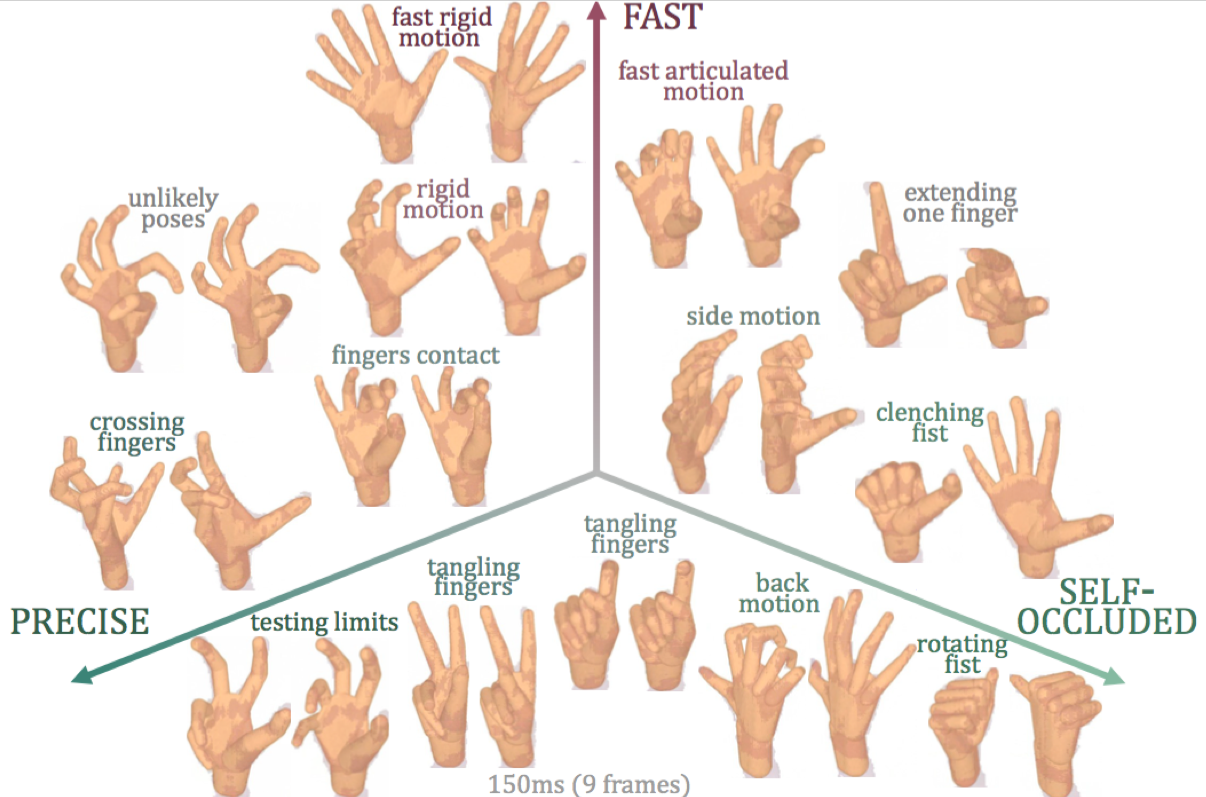 fast rigid
motion
FAST
fast articulated
motion
unlikely
poses
rigid
motion
extending
one finger
side motion
fingers contact
crossing
fingers
clenching
fist
tangling
fingers
tangling
fingers
back
motion
SELF-
OCCLUDED
PRECISE
testing limits
rotating
fist
150ms (9 frames)